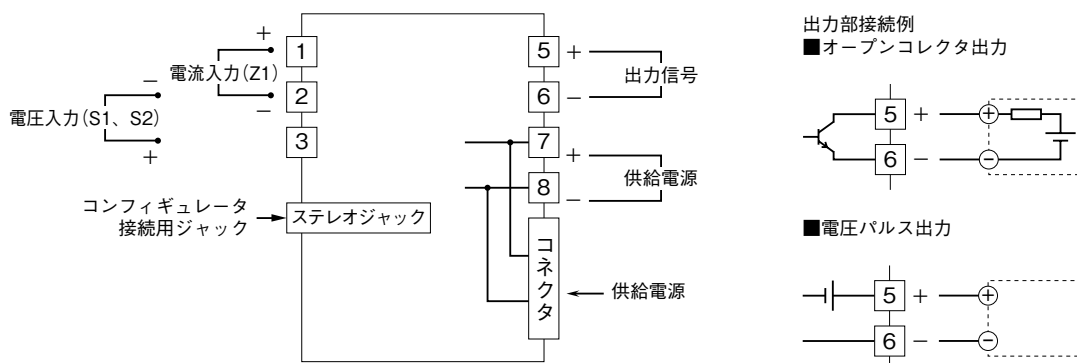 +
1
電流入力(Z1)
−
2
−
電圧入力(S1、S2)
+
3
コンフィギュレータ
接続用ジャック
ステレオジャック
5 +
出力信号
6 −
7
+
供給電源
8
−
コネクタ
供給電源
出力部接続例
■オープンコレクタ出力
5 + +
6 − −
■電圧パルス出力
5 + +
6 − −